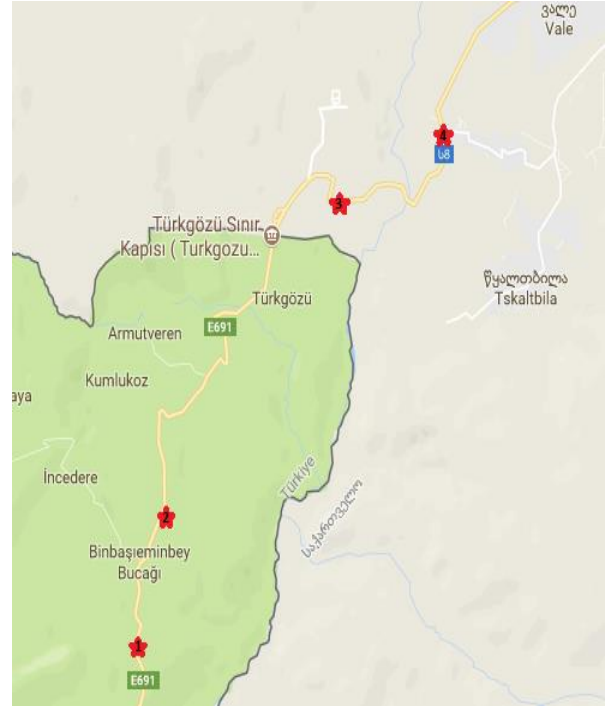 ვალე
Vale
4
ს8
3
Türkgözü Sınır
Kapısı ( Turkgozu...
წყალთბილა
Tskaltbila
Türkgözü
E691
Armutveren
Kumlukoz
aya
İncedere
Türkiye
საქართველო
2
Binbaşıeminbey
Bucağı
1
E691